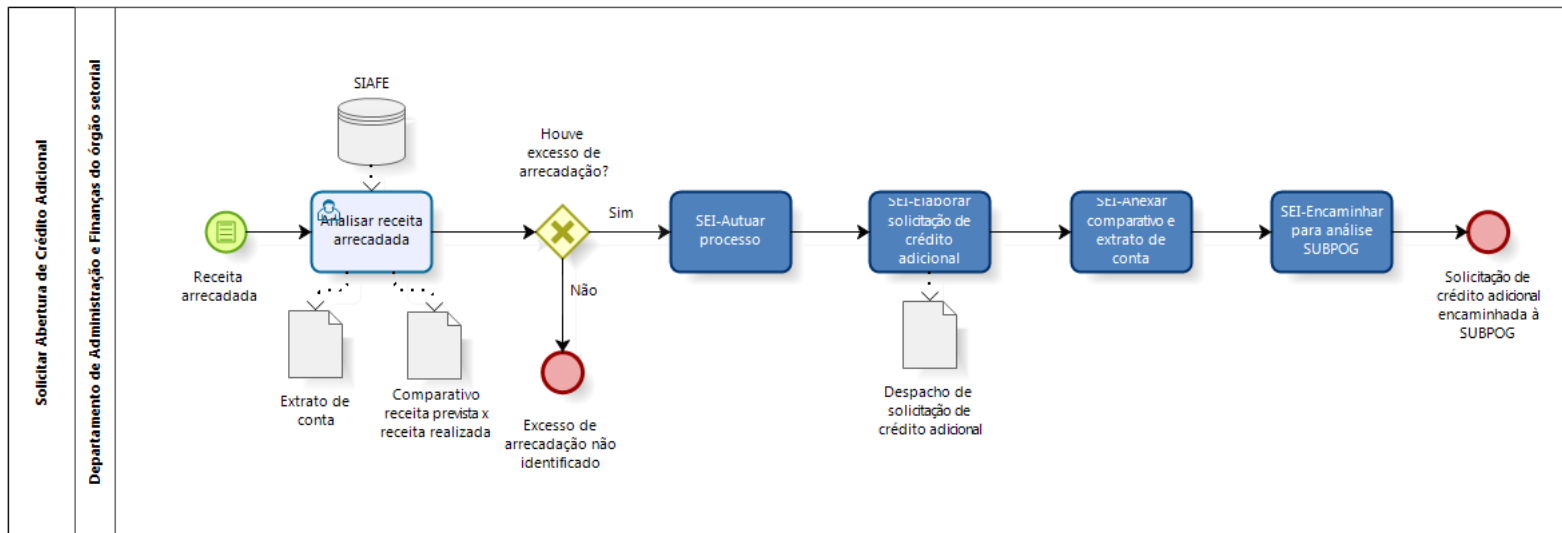 Solicitar Abertura de Crédito Adicional
Departamento de Administração e Finanças do órgão setorial
SIAFE
Receita
arrecadada
Analisar receita
arrecadada
Extrato de
conta
Comparativo
receita prevista x
receita realizada
Houve
excesso de
arrecadação?
Sim
Não
Excesso de
arrecadação não
identificado
SEI-Autuar
processo
SEI-Elaborar
solicitação de
crédito
adicional
Despacho de
solicitação de
crédito adicional
SEI-Anexar
comparativo e
extrato de
conta
SEI-Encaminhar
para análise
SUBPOG
Solicitação de
crédito adicional
encaminhada à
SUBPOG